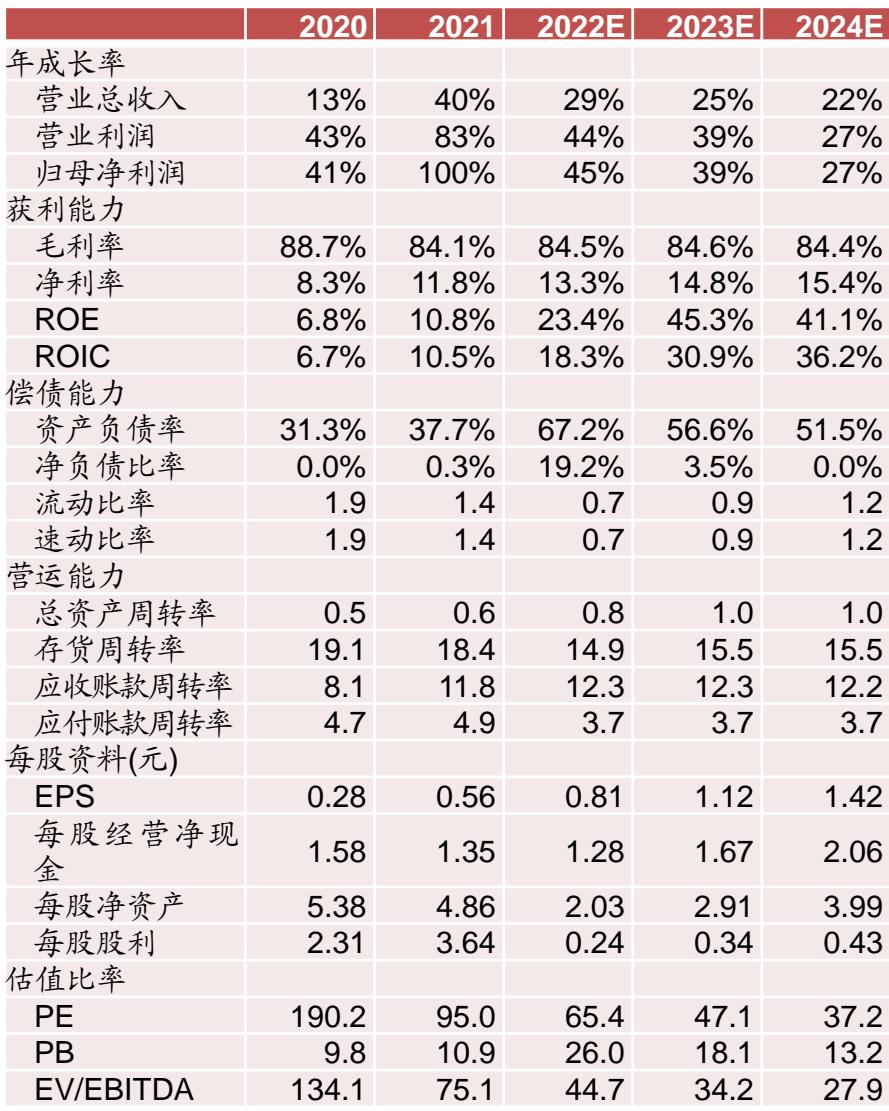 2020 2021 2022E 2023E 2024E
年成长率
营业总收入 13% 40% 29% 25% 22%
营业利润 43% 83% 44% 39% 27%
归母净利润 41% 100% 45% 39% 27%
获利能力
毛利率 88.7% 84.1% 84.5% 84.6% 84.4%
净利率 8.3% 11.8% 13.3% 14.8% 15.4%
ROE 6.8% 10.8% 23.4% 45.3% 41.1%
ROIC 6.7% 10.5% 18.3% 30.9% 36.2%
偿债能力
资产负债率 31.3% 37.7% 67.2% 56.6% 51.5%
净负债比率 0.0% 0.3% 19.2% 3.5% 0.0%
流动比率 1.9 1.4 0.7 0.9 1.2
速动比率 1.9 1.4 0.7 0.9 1.2
营运能力
总资产周转率 0.5 0.6 0.8 1.0 1.0
存货周转率 19.1 18.4 14.9 15.5 15.5
应收账款周转率 8.1 11.8 12.3 12.3 12.2
应付账款周转率 4.7 4.9 3.7 3.7 3.7
每股资料(元)
EPS 0.28 0.56 0.81 1.12 1.42
每股经营净现
金 1.58 1.35 1.28 1.67 2.06
每股净资产 5.38 4.86 2.03 2.91 3.99
每股股利 2.31 3.64 0.24 0.34 0.43
估值比率
PE 190.2 95.0 65.4 47.1 37.2
PB 9.8 10.9 26.0 18.1 13.2
EV/EBITDA 134.1 75.1 44.7 34.2 27.9